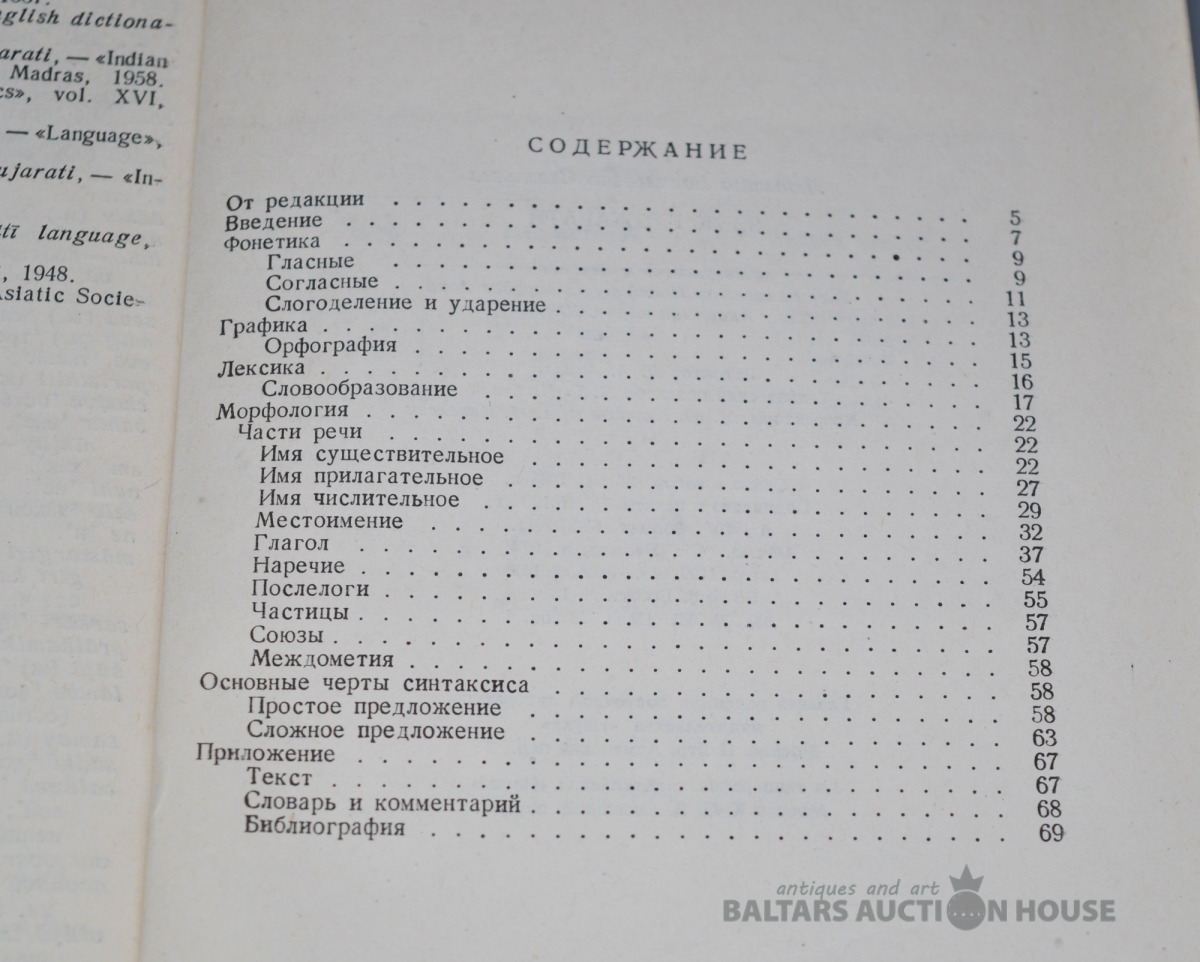 nglish dictiona-
arati, — «Indian
Madras, 1958.
cs», vol. XVI,
— «Language»,
ujarati, — «In-
atī language,
, 1948.
Asiatic Socie-
СОДЕРЖАНИЕ
От редакции . . . . . . . . . . 5
Введение . . . . . . . . . . 7
Фонетика . . . . . . . . . . 9
Гласные . . . . . . . . . . 9
Согласные . . . . . . . . . . 11
Слогоделение и ударение . . . . . . . . . . 13
Графика . . . . . . . . . . 13
Орфография . . . . . . . . . . 15
Лексика . . . . . . . . . . 16
Словообразование . . . . . . . . . . 17
Морфология . . . . . . . . . . 22
Части речи . . . . . . . . . . 22
Имя существительное . . . . . . . . . . 22
Имя прилагательное . . . . . . . . . . 27
Имя числительное . . . . . . . . . . 29
Местоимение . . . . . . . . . . 32
Глагол . . . . . . . . . . 37
Наречие . . . . . . . . . . 54
Послелоги . . . . . . . . . . 55
Частицы . . . . . . . . . . 57
Союзы . . . . . . . . . . 57
Междометия . . . . . . . . . . 58
Основные черты синтаксиса . . . . . . . . . . 58
Простое предложение . . . . . . . . . . 58
Сложное предложение . . . . . . . . . . 63
Приложение . . . . . . . . . . 67
Текст . . . . . . . . . . 67
Словарь и комментарий . . . . . . . . . . 68
Библиография . . . . . . . . . . 69
antiques and art
BALTARS AUCTION HOUSE